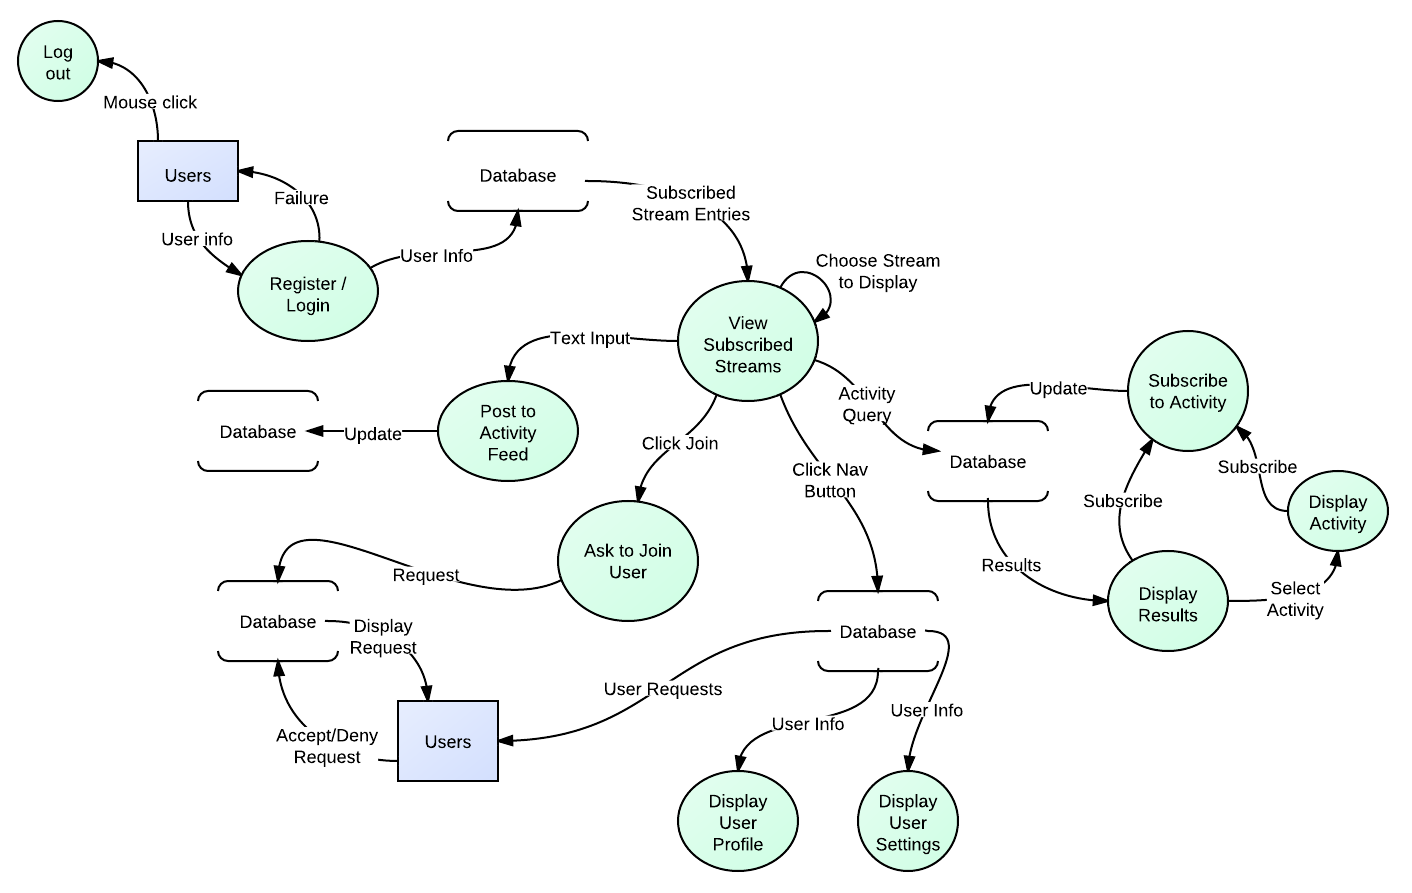 Log
out
Mouse click
Users
Failure
User info
Register /
Login
User Info
Database
Subscribed
Stream Entries
Choose Stream
to Display
View
Subscribed
Streams
Text Input
Post to
Activity
Feed
Update
Database
Click Join
Ask to Join
User
Click Nav
Button
Activity
Query
Database
Update
Subscribe
to Activity
Subscribe
Subscribe
Display
Activity
Results
Display
Results
Select
Activity
Request
Database
Display
Request
Accept/Deny
Request
Users
User Requests
Database
User Info
User Info
Display
User
Profile
Display
User
Settings